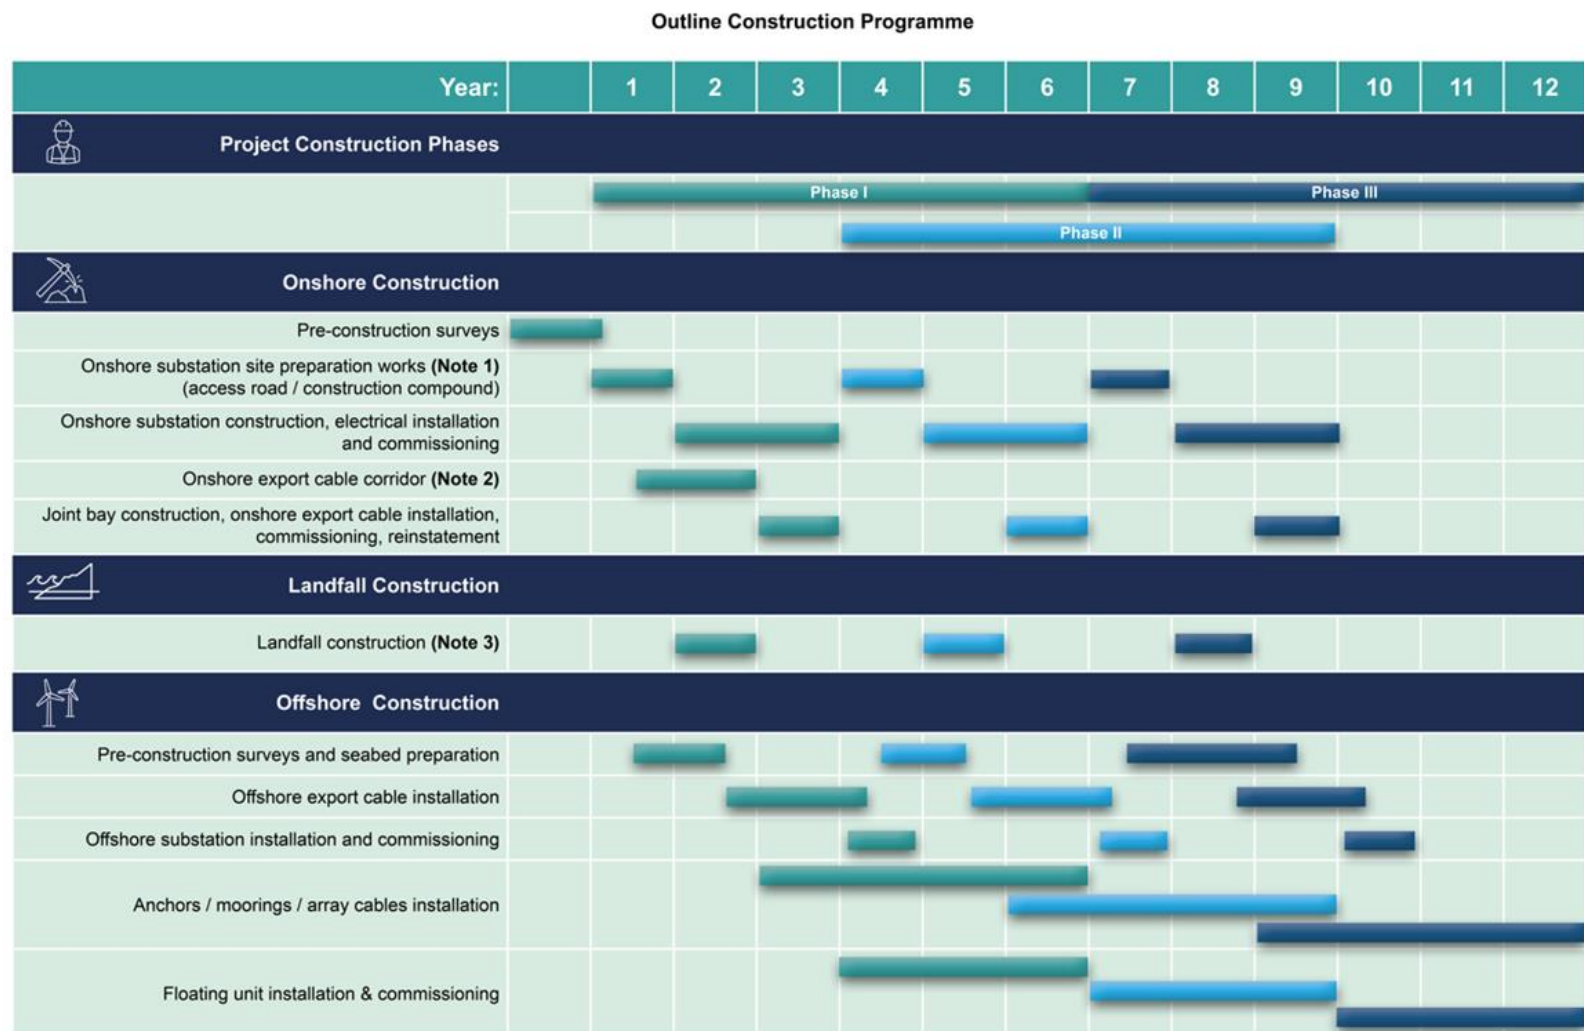 Outline Construction Programme
Year: 1 2 3 4 5 6 7 8 9 10 11 12
Project Construction Phases
Phase I Phase III
Phase II
Onshore Construction
Pre-construction surveys
Onshore substation site preparation works (Note 1)
(access road / construction compound)
Onshore substation construction, electrical installation
and commissioning
Onshore export cable corridor (Note 2)
Joint bay construction, onshore export cable installation,
commissioning, reinstatement
Landfall Construction
Landfall construction (Note 3)
Offshore Construction
Pre-construction surveys and seabed preparation
Offshore export cable installation
Offshore substation installation and commissioning
Anchors / moorings / array cables installation
Floating unit installation & commissioning